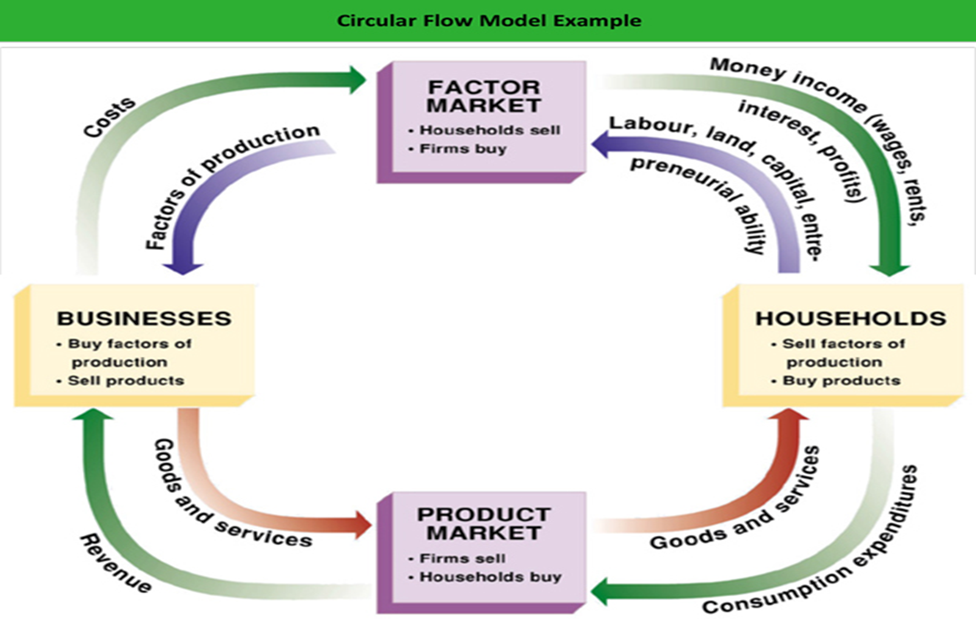 Circular Flow Model Example
Costs
Factors of production
FACTOR
MARKET
• Households sell
• Firms buy
Money income (wages, rents,
interest, profits)
Labour, land, capital, entre-
preneurial ability
BUSINESSES
• Buy factors of
production
• Sell products
HOUSEHOLDS
• Sell factors of
production
• Buy products
Goods and services
Revenue
PRODUCT
MARKET
• Firms sell
• Households buy
Goods and services
Consumption expenditures